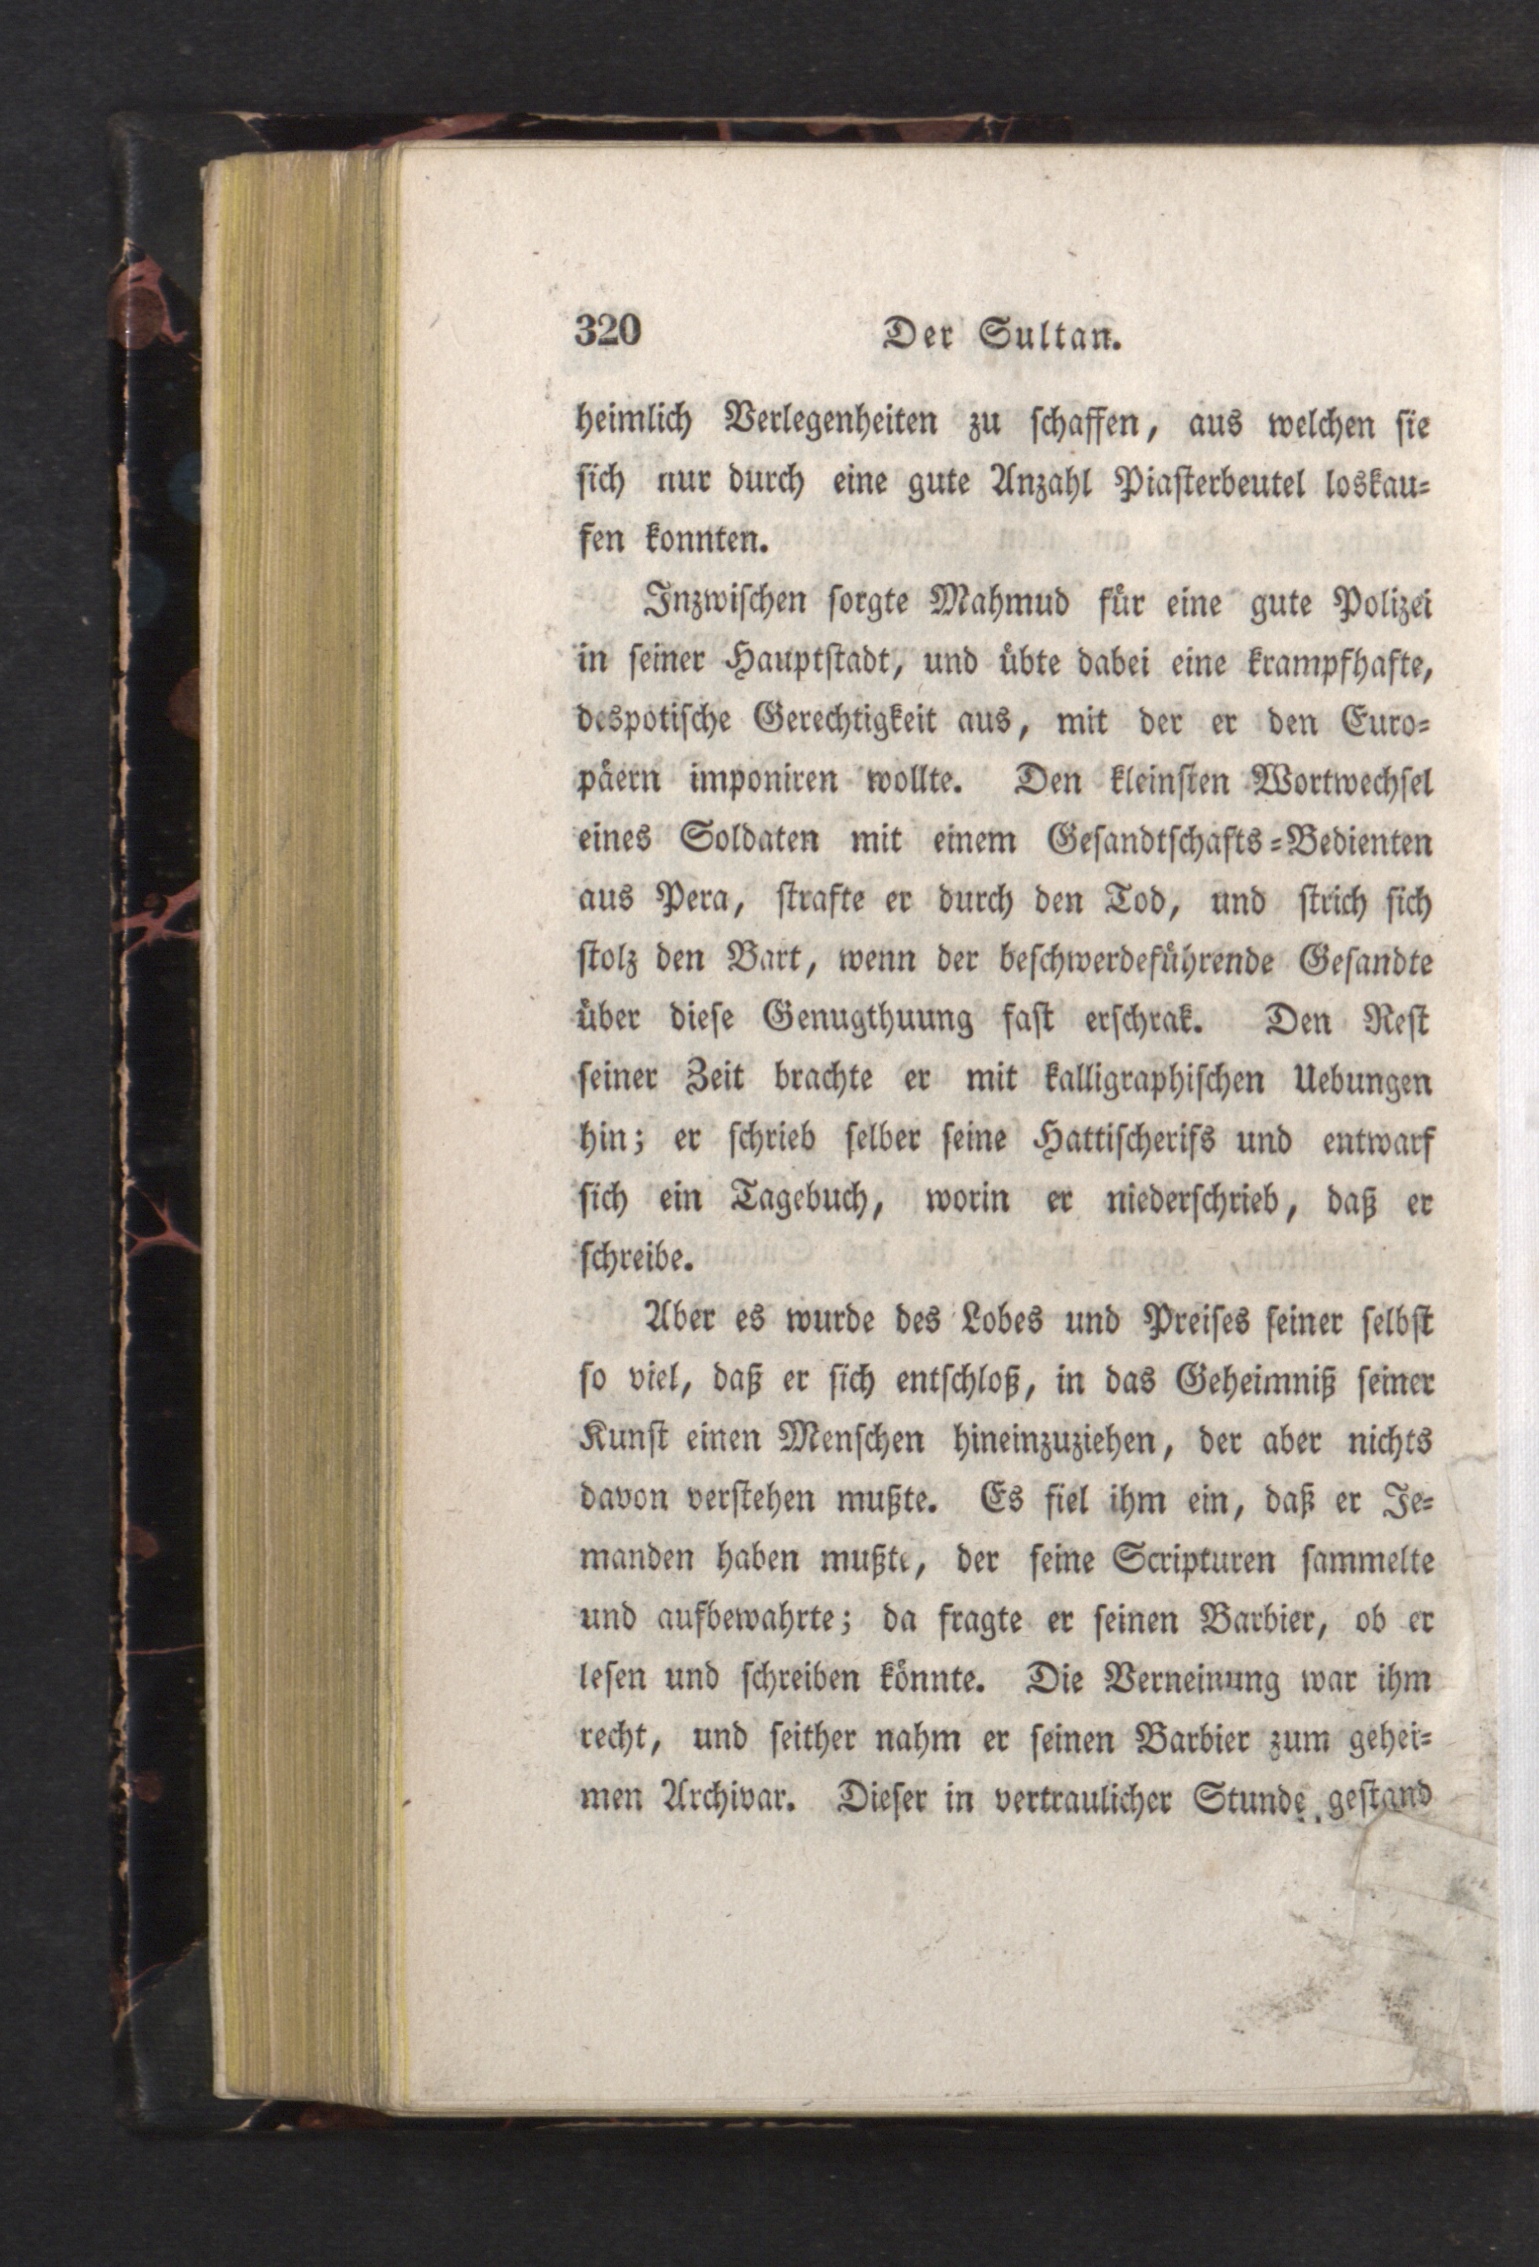 320 Der Sultan.
heimlich Verlegenheiten zu ſchaffen, aus welchen ſie
ſich nur durch eine gute Anzahl Piaſterbeutel loskau-
fen konnten.
Inzwiſchen ſorgte Mahmud für eine gute Polizei
in ſeiner Hauptſtadt, und übte dabei eine krampfhafte,
despotiſche Gerechtigkeit aus, mit der er den Euro-
päern imponiren wollte. Den kleinſten Wortwechſel
eines Soldaten mit einem Geſandtſchafts-Bedienten
aus Pera, ſtrafte er durch den Tod, und ſtrich ſich
ſtolz den Bart, wenn der beſchwerdeführende Geſandte
über dieſe Genugthuung faſt erſchrak. Den Reſt
ſeiner Zeit brachte er mit kalligraphiſchen Uebungen
hin; er ſchrieb ſelber ſeine Hattiſcherifs und entwarf
ſich ein Tagebuch, worin er niederſchrieb, daß er
ſchreibe.
Aber es wurde des Lobes und Preiſes ſeiner ſelbſt
ſo viel, daß er ſich entſchloß, in das Geheimniß ſeiner
Kunſt einen Menſchen hineinzuziehen, der aber nichts
davon verſtehen mußte. Es fiel ihm ein, daß er Je-
manden haben mußte, der ſeine Scripturen ſammelte
und aufbewahrte; da fragte er ſeinen Barbier, ob er
leſen und ſchreiben könnte. Die Verneinung war ihm
recht, und ſeither nahm er ſeinen Barbier zum gehei-
men Archivar. Dieſer in vertraulicher Stunde geſtand